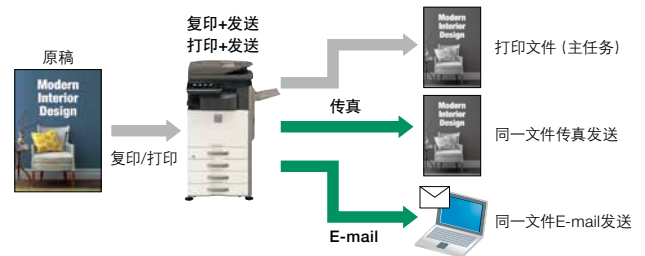 复印+发送
打印+发送
原稿
Modern
Interior
Design
复印/打印
传真
E-mail
Modern
Interior
Design
打印文件 (主任务)
Modern
Interior
Design
同一文件传真发送
同一文件E-mail发送